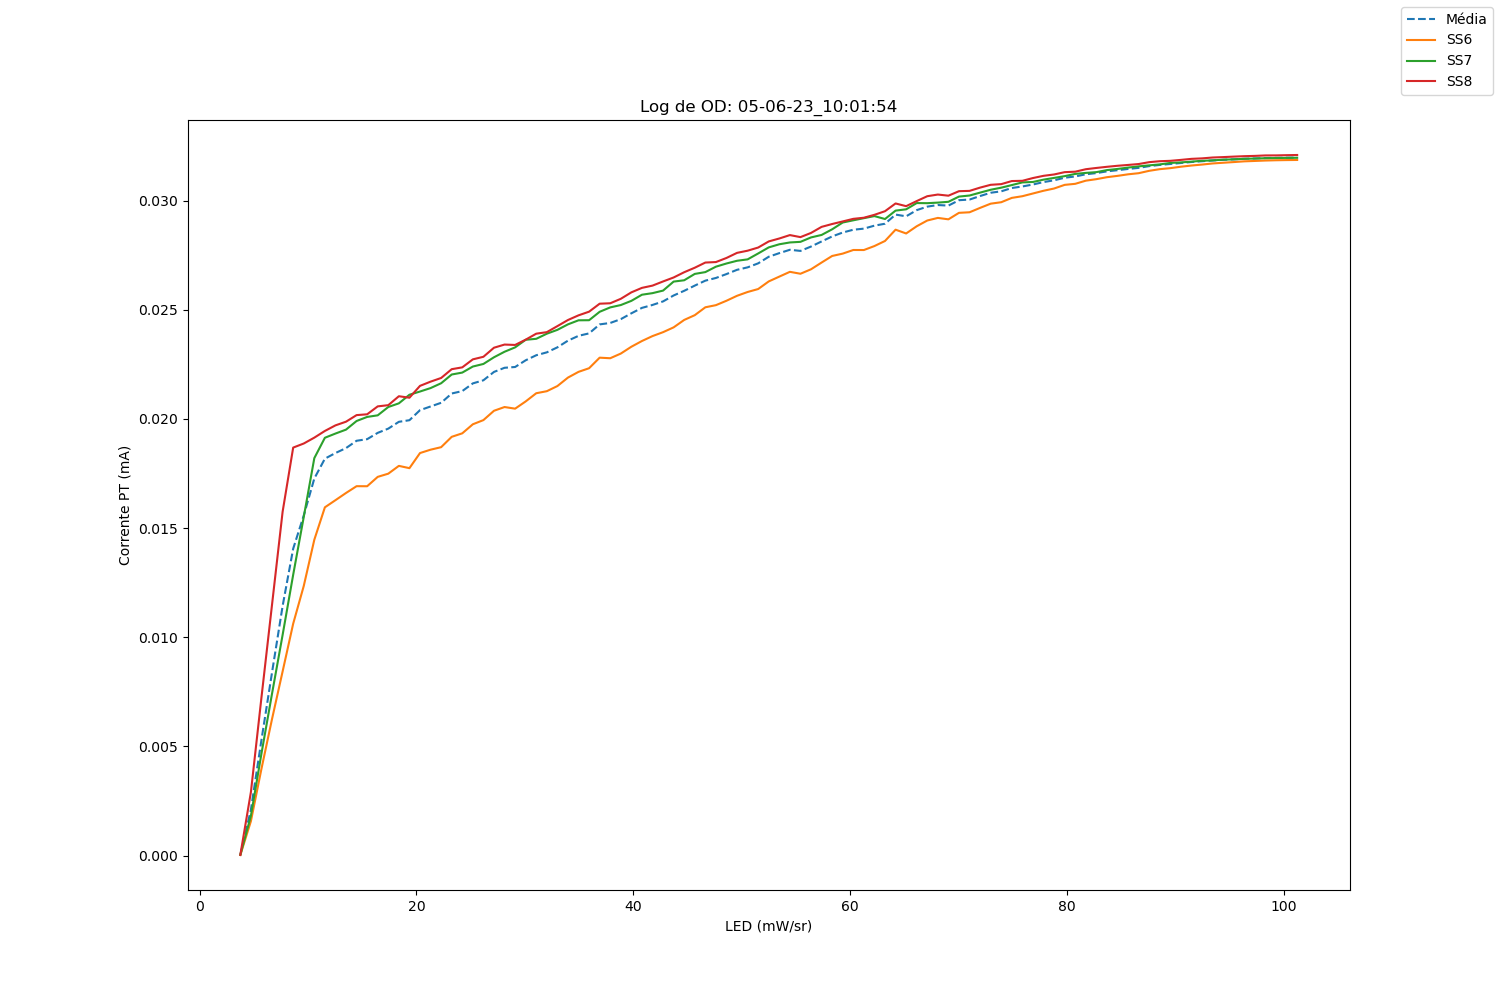 Média
SS6
SS7
SS8
Log de OD: 05-06-23_10:01:54
Corrente PT (mA)
0.030
0.025
0.020
0.015
0.010
0.005
0.000
0 20 40 60 80 100
LED (mW/sr)